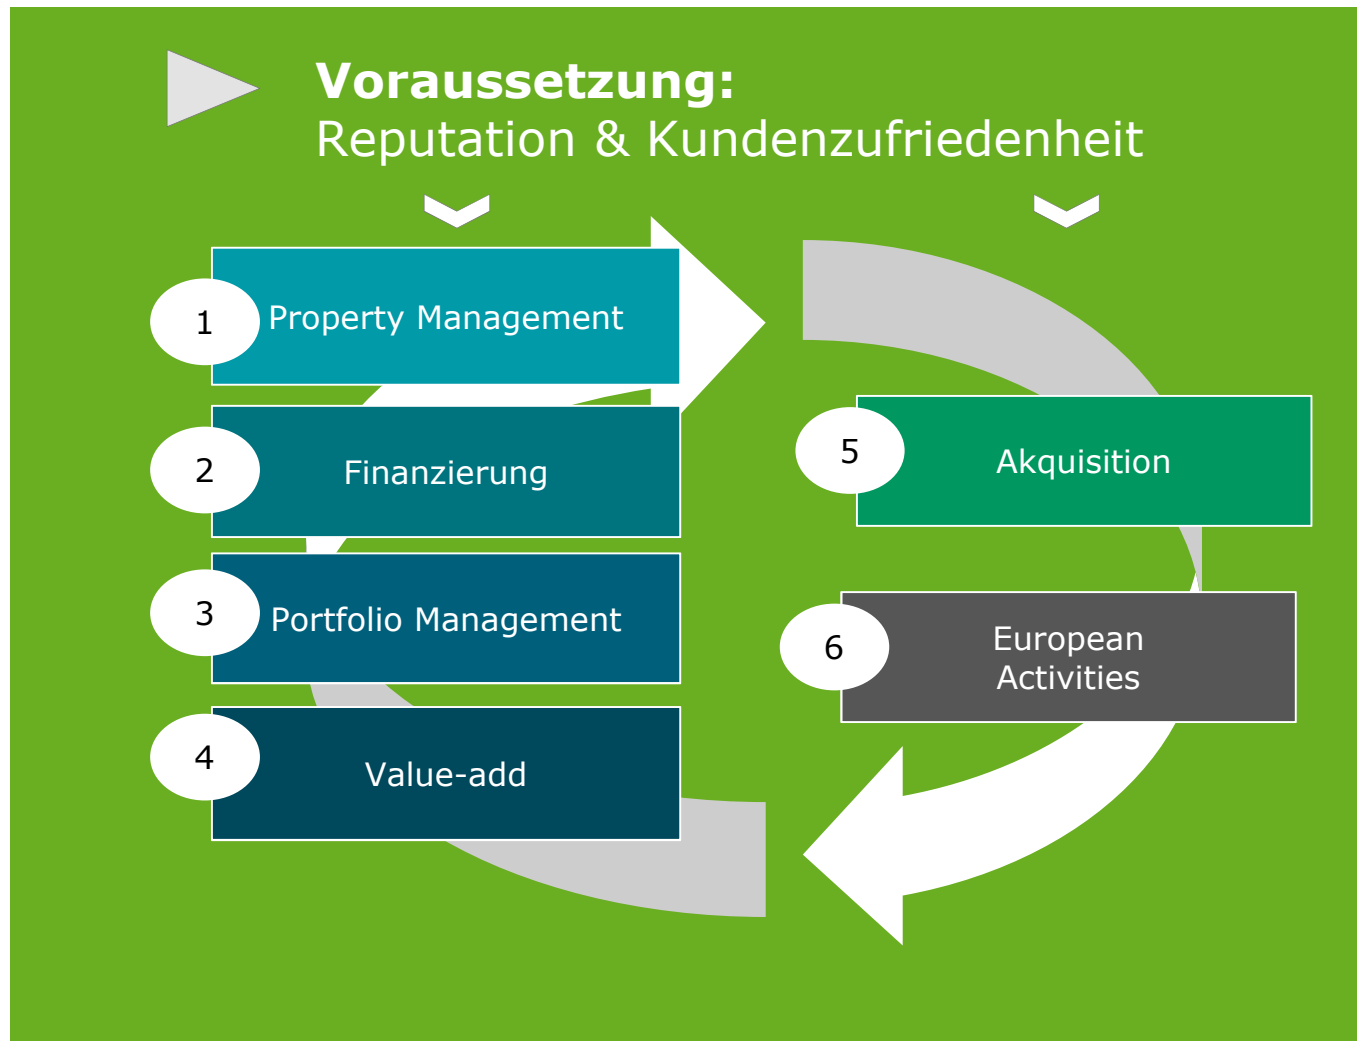 Voraussetzung:
Reputation & Kundenzufriedenheit
1
Property Management
2
Finanzierung
3
Portfolio Management
4
Value-add
5
Akquisition
6
European
Activities